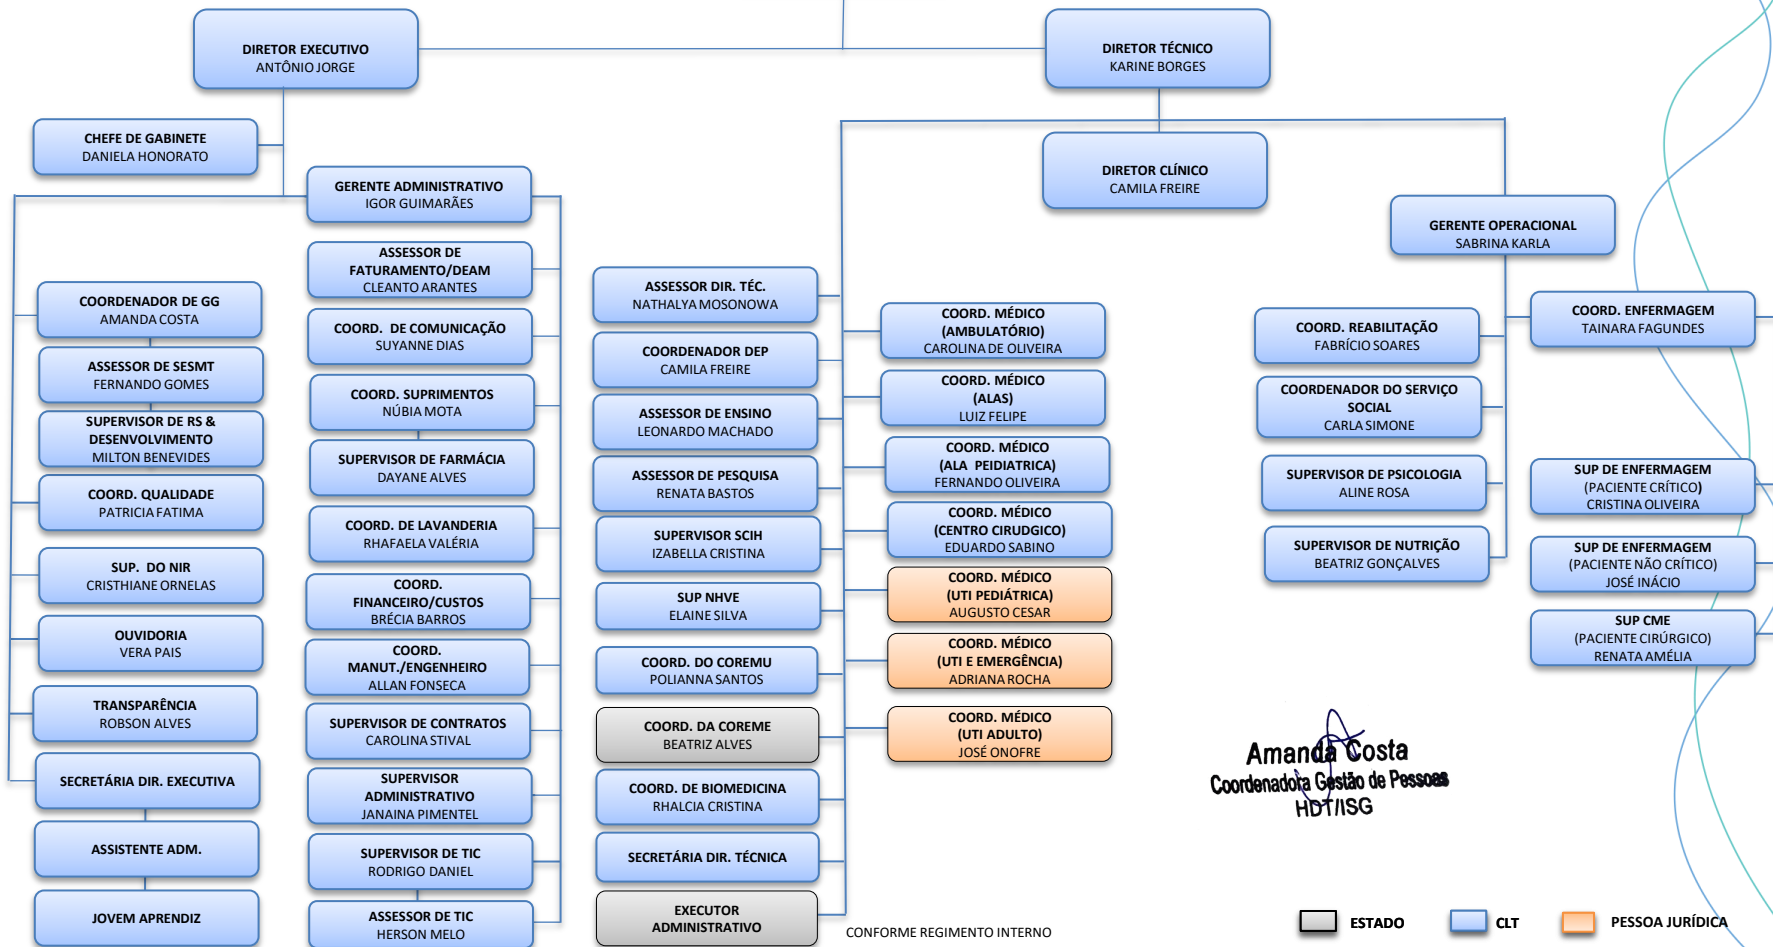 DIRETOR EXECUTIVO
ANTÔNIO JORGE
DIRETOR TÉCNICO
KARINE BORGES
CHEFE DE GABINETE
DANIELA HONORATO
DIRETOR CLÍNICO
CAMILA FREIRE
GERENTE ADMINISTRATIVO
IGOR GUIMARÃES
GERENTE OPERACIONAL
SABRINA KARLA
COORDENADOR DE GG
AMANDA COSTA
ASSESSOR DE SESMT
FERNANDO GOMES
SUPERVISOR DE RS &
DESENVOLVIMENTO
MILTON BENEVIDES
COORD. QUALIDADE
PATRICIA FATIMA
SUP. DO NIR
CRISTHIANE ORNELAS
OUVIDORIA
VERA PAIS
TRANSPARÊNCIA
ROBSON ALVES
SECRETÁRIA DIR. EXECUTIVA
ASSISTENTE ADM.
JOVEM APRENDIZ
ASSESSOR DE
FATURAMENTO/DEAM
CLEANTO ARANTES
COORD. DE COMUNICAÇÃO
SUYANNE DIAS
COORD. SUPRIMENTOS
NÚBIA MOTA
SUPERVISOR DE FARMÁCIA
DAYANE ALVES
COORD. DE LAVANDERIA
RHAFAELA VALÉRIA
COORD.
FINANCEIRO/CUSTOS
BRÉCIA BARROS
COORD.
MANUT./ENGENHEIRO
ALLAN FONSECA
SUPERVISOR DE CONTRATOS
CAROLINA STIVAL
SUPERVISOR
ADMINISTRATIVO
JANAINA PIMENTEL
SUPERVISOR DE TIC
RODRIGO DANIEL
ASSESSOR DE TIC
HERSON MELO
ASSESSOR DIR. TÉC.
NATHALYA MOSONOWA
COORDENADOR DEP
CAMILA FREIRE
ASSESSOR DE ENSINO
LEONARDO MACHADO
ASSESSOR DE PESQUISA
RENATA BASTOS
SUPERVISOR SCIH
IZABELLA CRISTINA
SUP NHVE
ELAINE SILVA
COORD. DO COREMU
POLIANNA SANTOS
COORD. DA COREME
BEATRIZ ALVES
COORD. DE BIOMEDICINA
RHALCIA CRISTINA
SECRETÁRIA DIR. TÉCNICA
EXECUTOR
ADMINISTRATIVO
COORD. MÉDICO
(AMBULATÓRIO)
CAROLINA DE OLIVEIRA
COORD. MÉDICO
(ALAS)
LUIZ FELIPE
COORD. MÉDICO
(ALA PEIDIATRICA)
FERNANDO OLIVEIRA
COORD. MÉDICO
(CENTRO CIRUDGICO)
EDUARDO SABINO
COORD. MÉDICO
(UTI PEDIÁTRICA)
AUGUSTO CESAR
COORD. MÉDICO
(UTI E EMERGÊNCIA)
ADRIANA ROCHA
COORD. MÉDICO
(UTI ADULTO)
JOSÉ ONOFRE
CONFORME REGIMENTO INTERNO
COORD. REABILITAÇÃO
FABRÍCIO SOARES
COORDENADOR DO SERVIÇO
SOCIAL
CARLA SIMONE
SUPERVISOR DE PSICOLOGIA
ALINE ROSA
SUPERVISOR DE NUTRIÇÃO
BEATRIZ GONÇALVES
COORD. ENFERMAGEM
TAINARA FAGUNDES
SUP DE ENFERMAGEM
(PACIENTE CRÍTICO)
CRISTINA OLIVEIRA
SUP DE ENFERMAGEM
(PACIENTE NÃO CRÍTICO)
JOSÉ INÁCIO
SUP CME
(PACIENTE CIRÚRGICO)
RENATA AMÉLIA
Amanda Costa
Coordenadora Gestão de Pessoas
HDT/ISG
ESTADO
CLT
PESSOA JURÍDICA